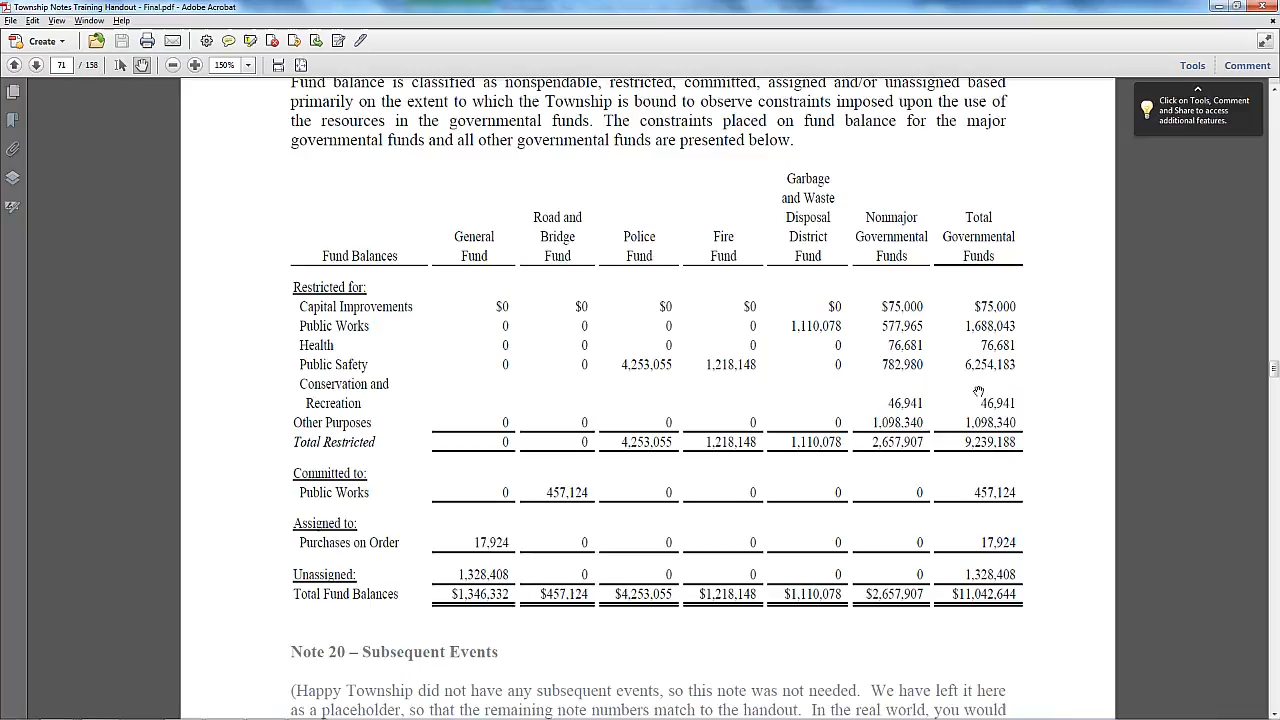 Township Notes Training Handout - Final.pdf - Adobe Acrobat
File Edit View Window Help
Create
71 / 158 150% Tools Comment
Click on Tools, Comment
and Share to access
additional features.
Fund balance is classified as nonspendable, restricted, committed, assigned and/or unassigned based
primarily on the extent to which the Township is bound to observe constraints imposed upon the use of
the resources in the governmental funds. The constraints placed on fund balance for the major
governmental funds and all other governmental funds are presented below.
Garbage
and Waste
Road and Disposal Nonmajor Total
General Bridge Police Fire District Governmental Governmental
Fund Balances Fund Fund Fund Fund Fund Funds Funds
Restricted for:
Capital Improvements $0 $0 $0 $0 $0 $75,000 $75,000
Public Works 0 0 0 0 1,110,078 577,965 1,688,043
Health 0 0 0 0 0 76,681 76,681
Public Safety 0 0 4,253,055 1,218,148 0 782,980 6,254,183
Conservation and
Recreation 46,941 46,941
Other Purposes 0 0 0 0 0 1,098,340 1,098,340
Total Restricted 0 0 4,253,055 1,218,148 1,110,078 2,657,907 9,239,188
Committed to:
Public Works 0 457,124 0 0 0 0 457,124
Assigned to:
Purchases on Order 17,924 0 0 0 0 0 17,924
Unassigned: 1,328,408 0 0 0 0 0 1,328,408
Total Fund Balances $1,346,332 $457,124 $4,253,055 $1,218,148 $1,110,078 $2,657,907 $11,042,644
Note 20 – Subsequent Events
(Happy Township did not have any subsequent events, so this note was not needed. We have left it here
as a placeholder, so that the remaining note numbers match to the handout. In the real world, you would